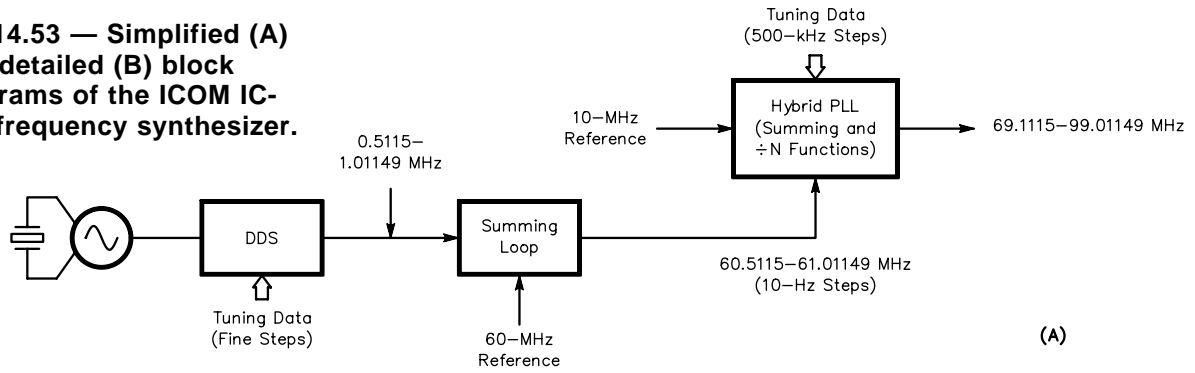 14.53 — Simplified (A)
detailed (B) block
rams of the ICOM IC-
frequency synthesizer.
Tuning Data
(500-kHz Steps)
10-MHz
Reference
Hybrid PLL
(Summing and
÷N Functions)
69.1115-99.01149 MHz
0.5115-
1.01149 MHz
DDS
Summing
Loop
60.5115-61.01149 MHz
(10-Hz Steps)
Tuning Data
(Fine Steps)
60-MHz
Reference
(A)